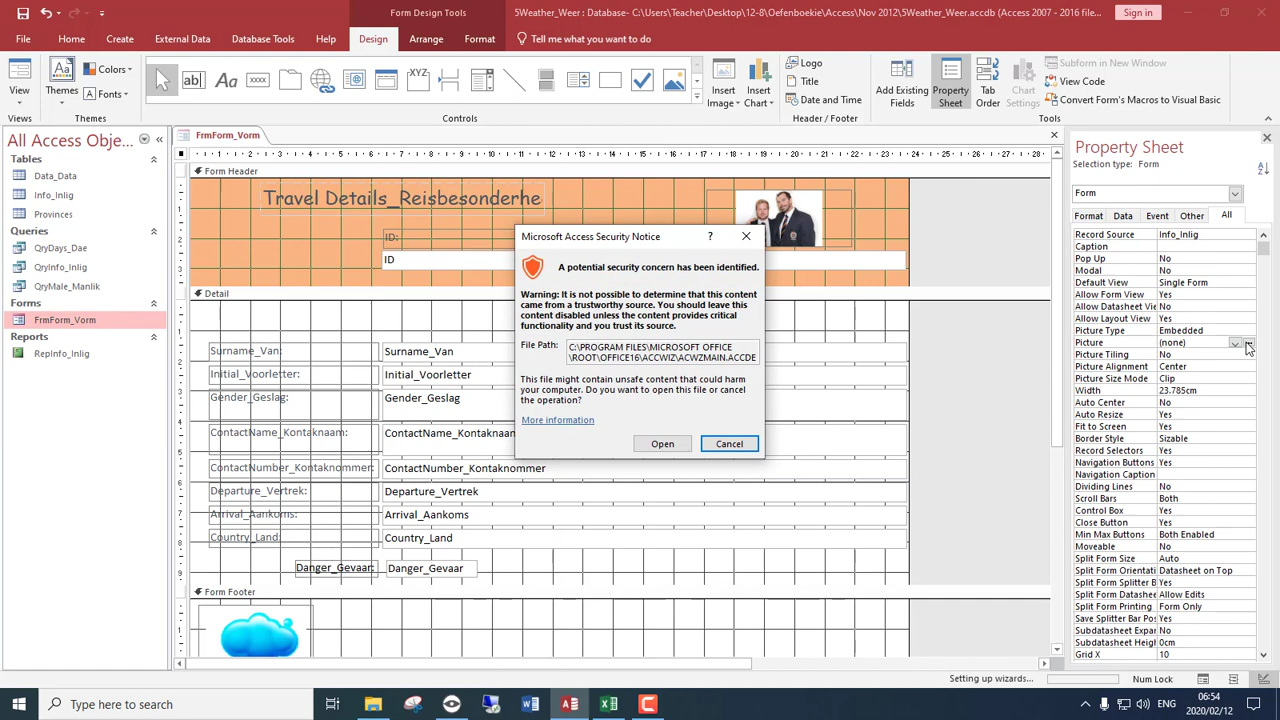 Form Design Tools
5Weather_Weer : Database- C:\Users\Teacher\Desktop\12-8\Oefenboekie\Access\Nov 2012\5Weather_Weer.accdb (Access 2007 - 2016 file...
Sign in
File Home Create External Data Database Tools Help Design Arrange Format Tell me what you want to do
View
Views
Themes
Colors
Fonts
Themes
ab|
Aa
xxxx
XYZ
Controls
Insert Image
Insert Chart
Logo
Title
Date and Time
Header / Footer
Add Existing Fields
Property Sheet
Tab Order
Chart Settings
Subform in New Window
View Code
Convert Form's Macros to Visual Basic
Tools
All Access Obje...
Tables
Data_Data
Info_Inlig
Provinces
Queries
QryDays_Dae
QryInfo_Inlig
QryMale_Manlik
Forms
FrmForm_Vorm
Reports
RepInfo_Inlig
FrmForm_Vorm
Form Header
Travel Details_Reisbesonderhe
ID:
ID
Detail
Surname_Van: Surname_Van
Initial_Voorletter: Initial_Voorletter
Gender_Geslag: Gender_Geslag
ContactName_Kontaknaam: ContactName_Kontaknaam
ContactNumber_Kontaknommer: ContactNumber_Kontaknommer
Departure_Vertrek: Departure_Vertrek
Arrival_Aankoms: Arrival_Aankoms
Country_Land: Country_Land
Danger_Gevaar: Danger_Gevaar
Form Footer
Microsoft Access Security Notice ?
A potential security concern has been identified.
Warning: It is not possible to determine that this content
came from a trustworthy source. You should leave this
content disabled unless the content provides critical
functionality and you trust its source.
File Path: C:\PROGRAM FILES\MICROSOFT OFFICE
\ROOT\OFFICE16\ACCWIZ\ACWZMAIN.ACCDE
This file might contain unsafe content that could harm
your computer. Do you want to open this file or cancel
the operation?
More information
Open Cancel
Property Sheet
Selection type: Form
Form
Format Data Event Other All
Record Source Info_Inlig
Caption
Pop Up No
Modal No
Default View Single Form
Allow Form View Yes
Allow Datasheet Vi No
Allow Layout View Yes
Picture Type Embedded
Picture (none)
Picture Tiling No
Picture Alignment Center
Picture Size Mode Clip
Width 23.785cm
Auto Center No
Auto Resize Yes
Fit to Screen Yes
Border Style Sizable
Record Selectors Yes
Navigation Buttons Yes
Navigation Caption
Dividing Lines No
Scroll Bars Both
Control Box Yes
Close Button Yes
Min Max Buttons Both Enabled
Moveable No
Split Form Size Auto
Split Form Orientati Datasheet on Top
Split Form Splitter B Yes
Split Form Datashee Allow Edits
Split Form Printing Form Only
Save Splitter Bar Pos Yes
Subdatasheet Expan No
Subdatasheet Heigh 0cm
Grid X 10
Setting up wizards... Num Lock
Type here to search
ENG
06:54
2020/02/12